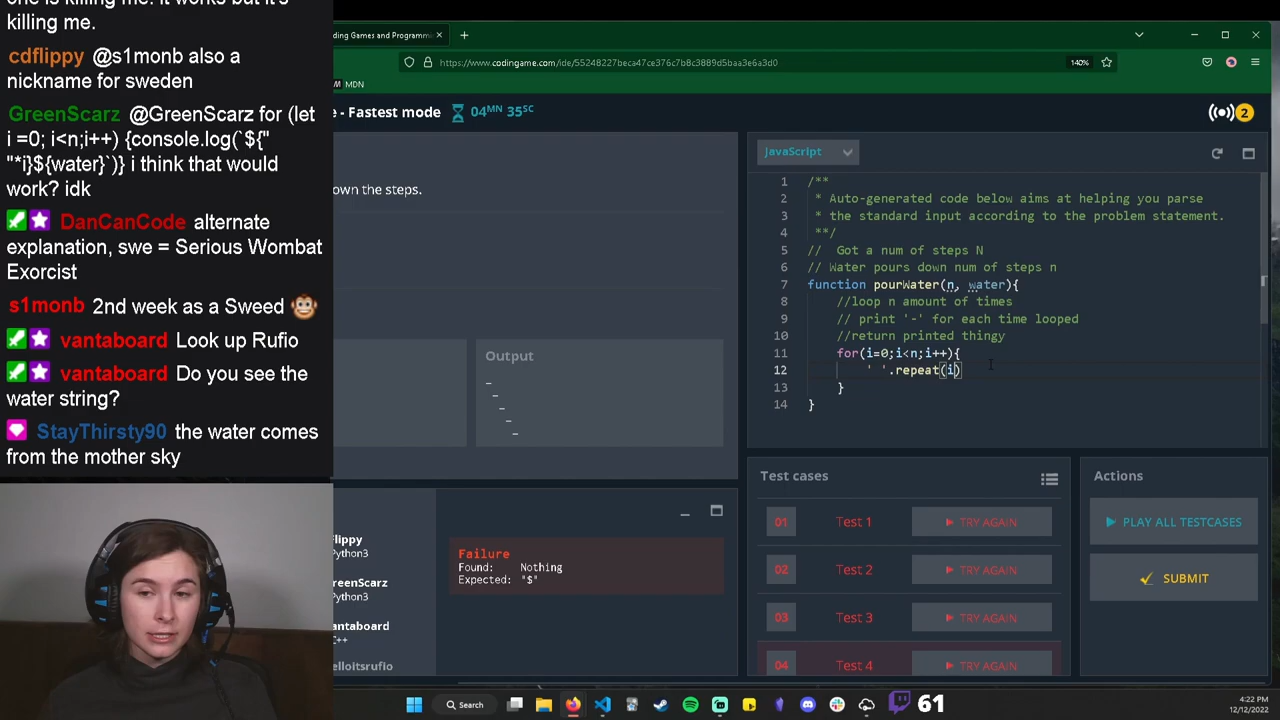 one is killing me. it works but it's
killing me.
cdflippy @s1monb also a
nickname for sweden
GreenScarz @GreenScarz for (let
i =0; i<n;i++) {console.log(`${"
"*i}${water}`)} i think that would
work? idk
DanCanCode alternate
explanation, swe = Serious Wombat
Exorcist
s1monb 2nd week as a Sweed
vantaboard Look up Rufio
vantaboard Do you see the
water string?
StayThirsty90 the water comes
from the mother sky
ding Games and Programmi
https://www.codingame.com/ide/55248227beca47ce376c7b8c3889d5baa3e6a3d0
140%
MDN
e - Fastest mode
04MN 35SC
2
own the steps.
Output
–
 –
  –
   –
    –
JavaScript
1 /**
2 * Auto-generated code below aims at helping you parse
3 * the standard input according to the problem statement.
4 **/
5 // Got a num of steps N
6 // Water pours down num of steps n
7 function pourWater(n, water){
8 //loop n amount of times
9 // print '-' for each time looped
10 //return printed thingy
11 for(i=0;i<n;i++){
12 ' '.repeat(i)
13 }
14 }
flippy
Python3
GreenScarz
Python3
vantaboard
C++
elloitsrufio
Failure
Found: Nothing
Expected: "$"
Test cases
01 Test 1 TRY AGAIN
02 Test 2 TRY AGAIN
03 Test 3 TRY AGAIN
04 Test 4 TRY AGAIN
Actions
PLAY ALL TESTCASES
SUBMIT
Search
61
4:22 PM
12/12/2022